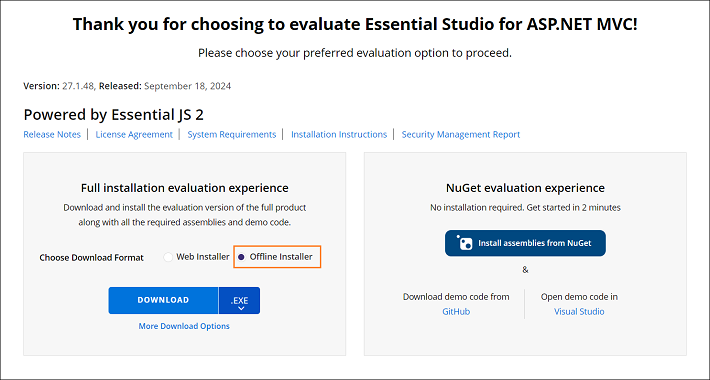 Thank you for choosing to evaluate Essential Studio for ASP.NET MVC!
Please choose your preferred evaluation option to proceed.
Version: 27.1.48, Released: September 18, 2024
Powered by Essential JS 2
Release Notes | License Agreement | System Requirements | Installation Instructions | Security Management Report
Full installation evaluation experience
Download and install the evaluation version of the full product
along with all the required assemblies and demo code.
Choose Download Format Web Installer Offline Installer
DOWNLOAD .EXE
More Download Options
NuGet evaluation experience
No installation required. Get started in 2 minutes
Install assemblies from NuGet
&
Download demo code from
GitHub
Open demo code in
Visual Studio